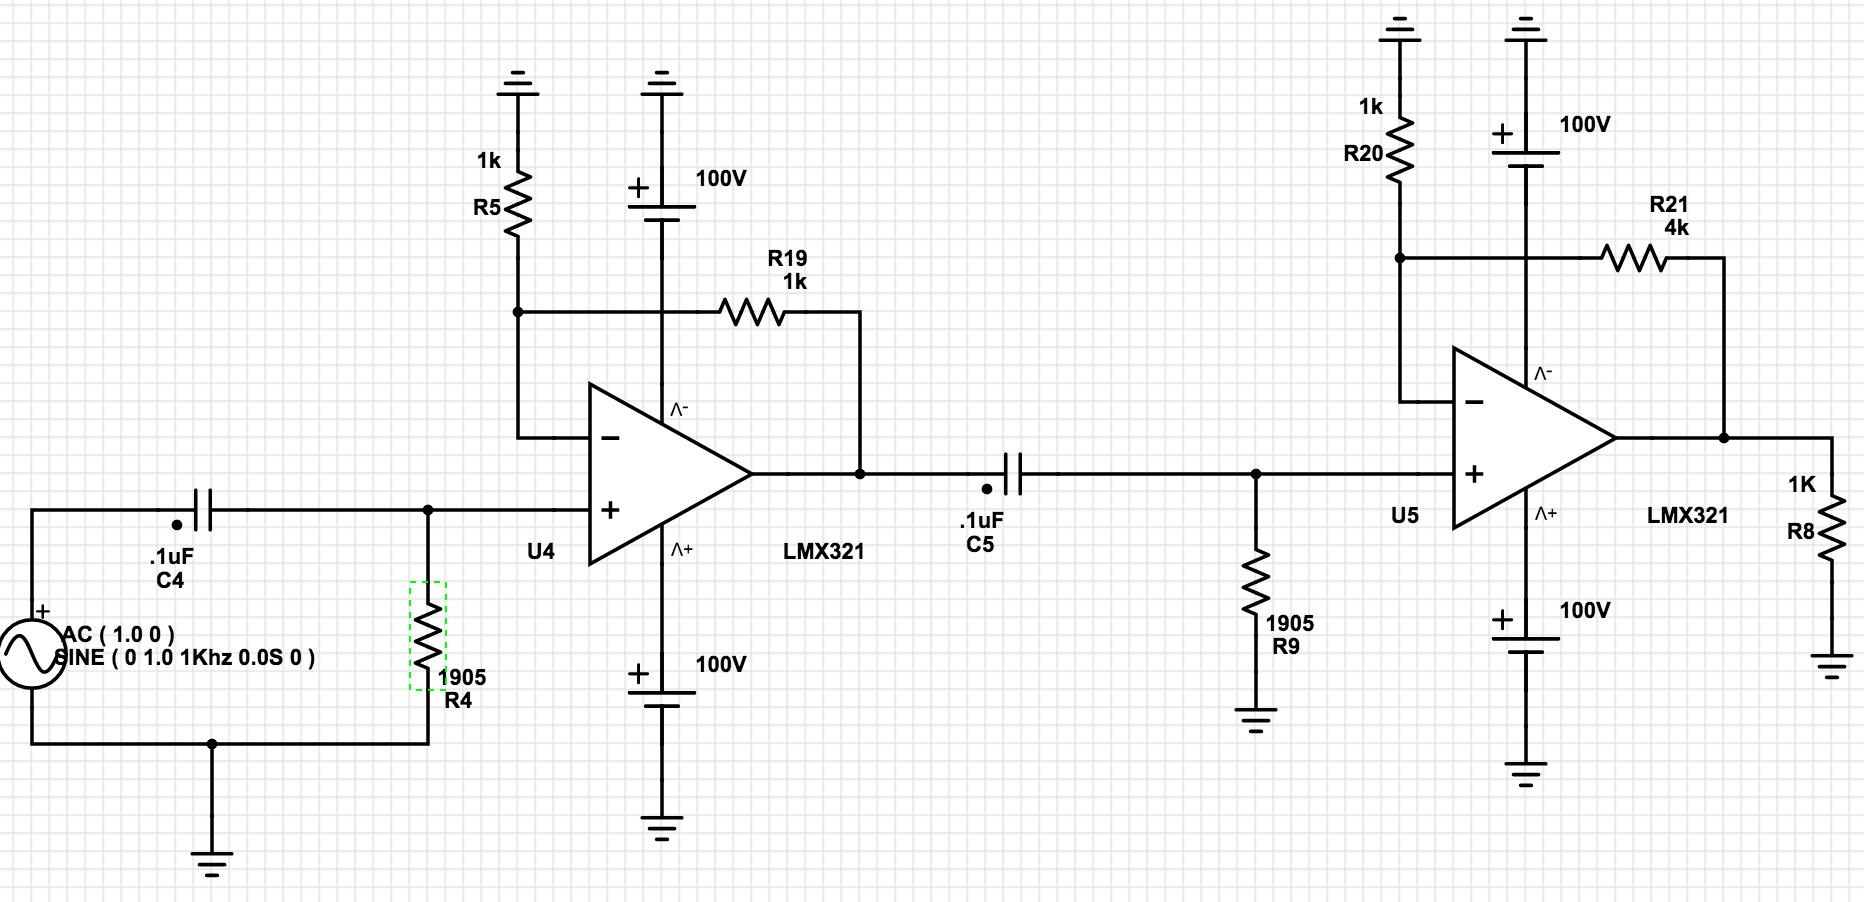 1k
R5
+
100V
R19
1k
V-
−
+
V+
U4
LMX321
+
100V
.1uF
C4
+
AC ( 1.0 0 )
SINE ( 0 1.0 1Khz 0.0S 0 )
1905
R4
.1uF
C5
1905
R9
1k
R20
+
100V
R21
4k
V-
−
+
V+
U5
LMX321
+
100V
1K
R8